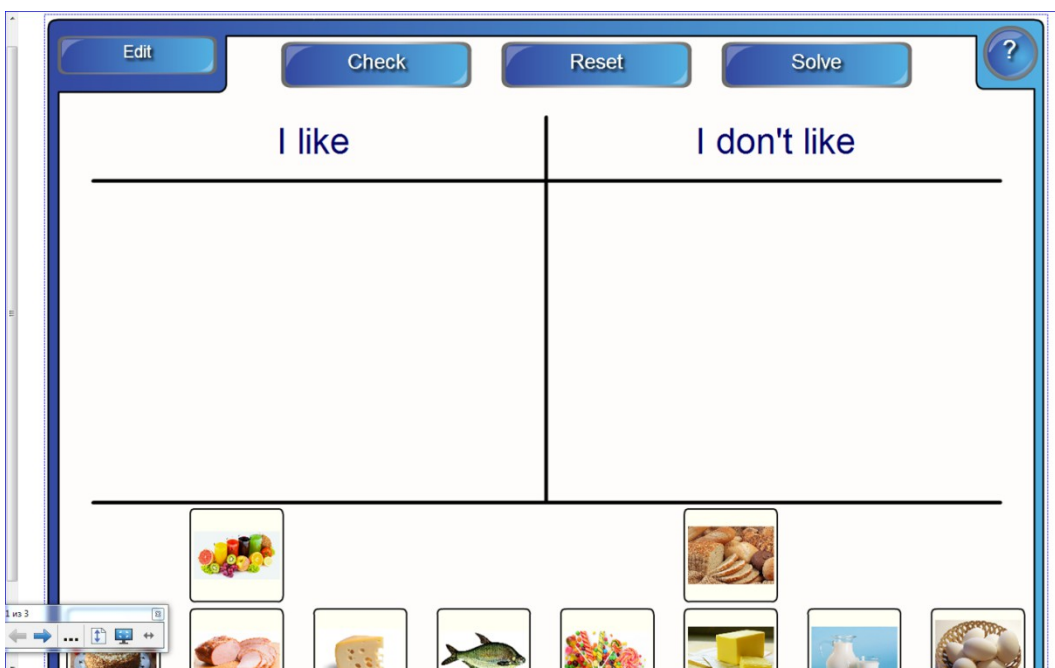 Edit
Check
Reset
Solve
?
I like
I don't like
1 из 3
...